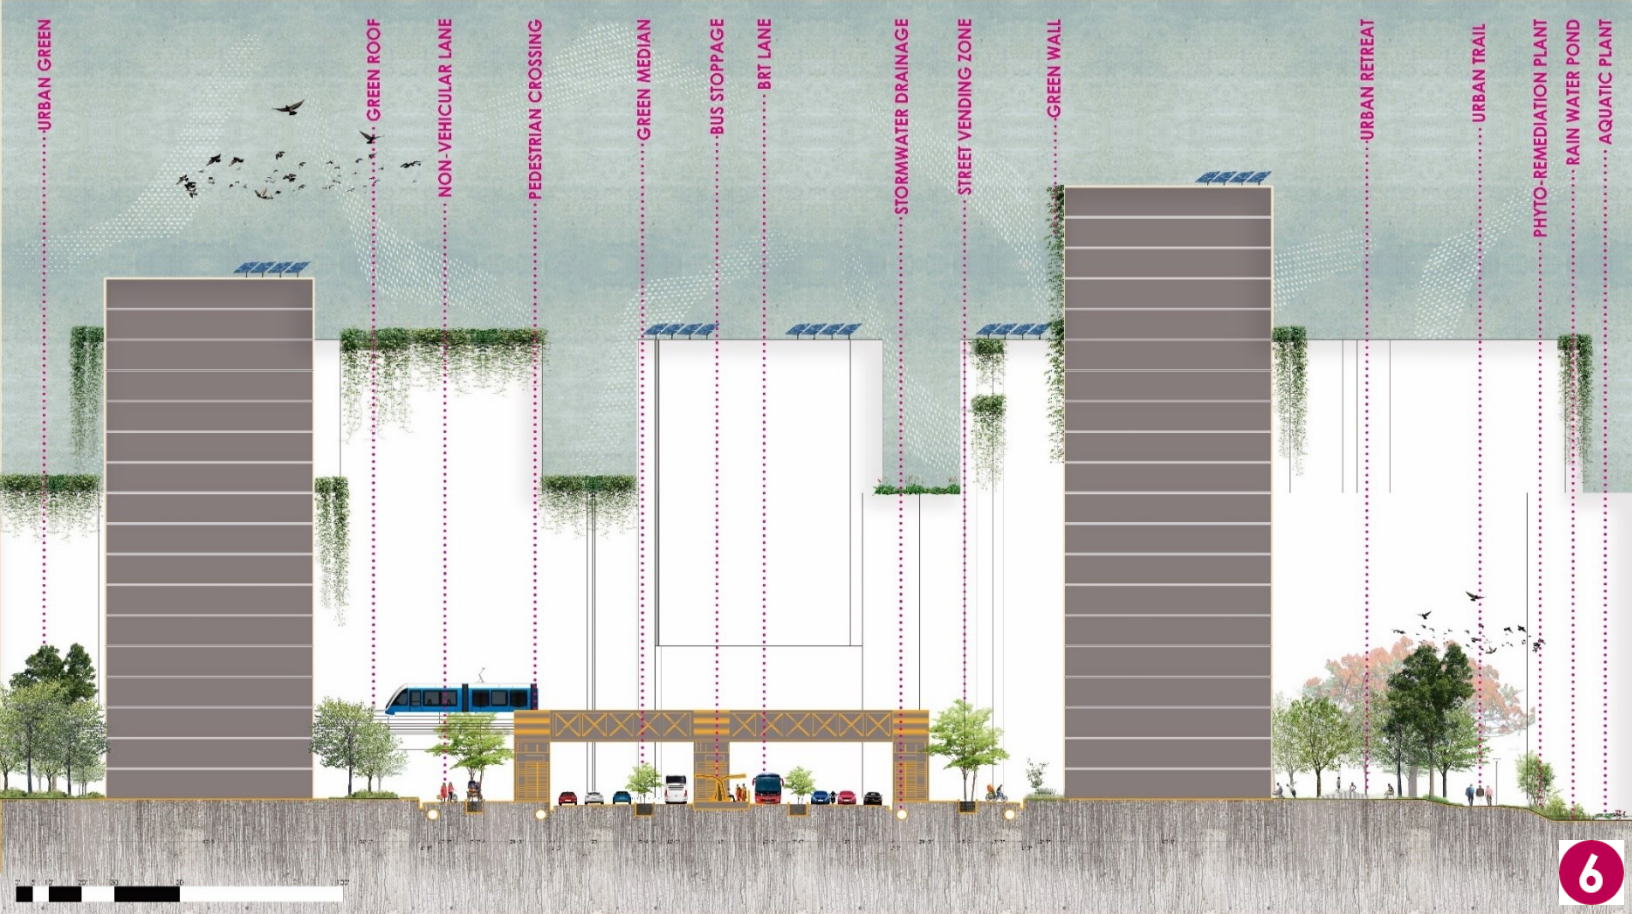 URBAN GREEN
GREEN ROOF
NON-VEHICULAR LANE
PEDESTRIAN CROSSING
GREEN MEDIAN
BUS STOPPAGE
BRT LANE
STORMWATER DRAINAGE
STREET VENDING ZONE
GREEN WALL
URBAN RETREAT
URBAN TRAIL
PHYTO-REMEDIATION PLANT
RAIN WATER POND
AQUATIC PLANT
6